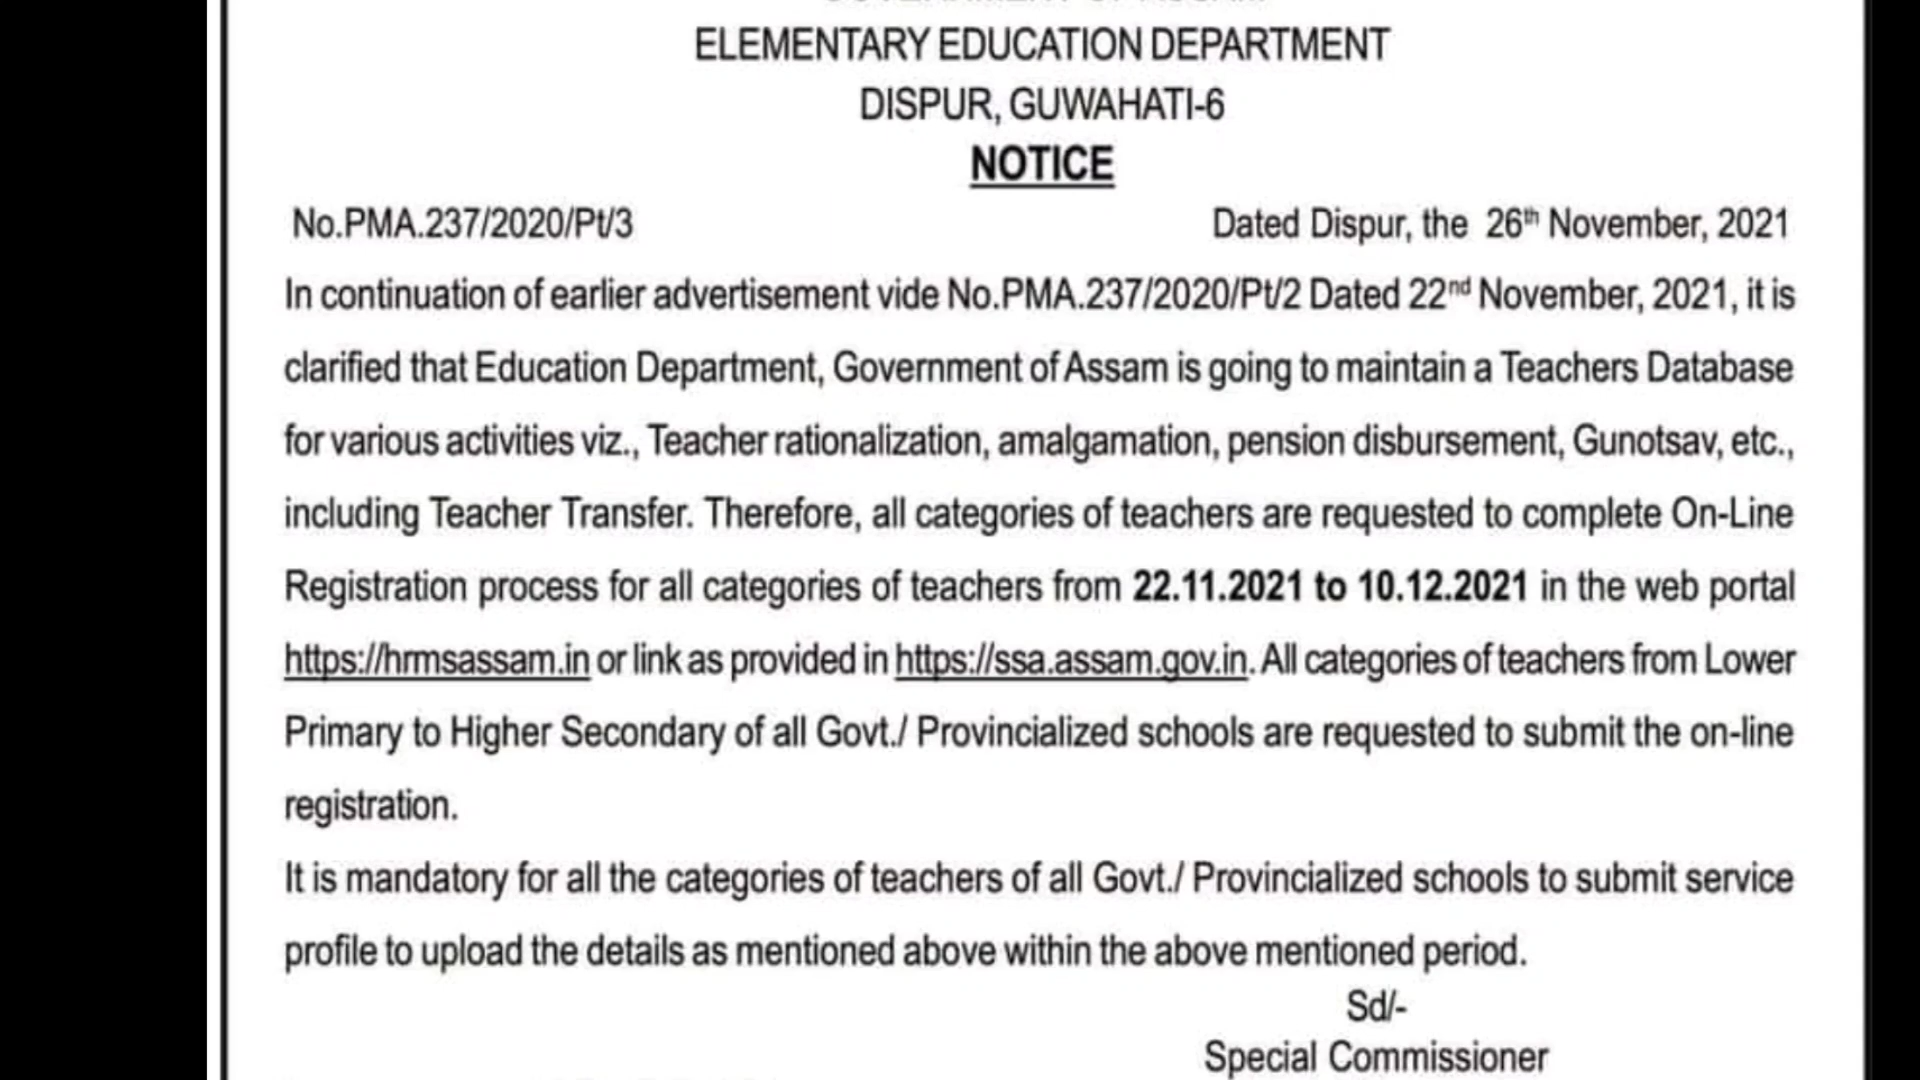 ELEMENTARY EDUCATION DEPARTMENT
DISPUR, GUWAHATI-6
NOTICE
No.PMA.237/2020/Pt/3 Dated Dispur, the 26th November, 2021
In continuation of earlier advertisement vide No.PMA.237/2020/Pt/2 Dated 22nd November, 2021, it is
clarified that Education Department, Government of Assam is going to maintain a Teachers Database
for various activities viz., Teacher rationalization, amalgamation, pension disbursement, Gunotsav, etc.,
including Teacher Transfer. Therefore, all categories of teachers are requested to complete On-Line
Registration process for all categories of teachers from 22.11.2021 to 10.12.2021 in the web portal
https://hrmsassam.in or link as provided in https://ssa.assam.gov.in. All categories of teachers from Lower
Primary to Higher Secondary of all Govt./ Provincialized schools are requested to submit the on-line
registration.
It is mandatory for all the categories of teachers of all Govt./ Provincialized schools to submit service
profile to upload the details as mentioned above within the above mentioned period.
Sd/-
Special Commissioner